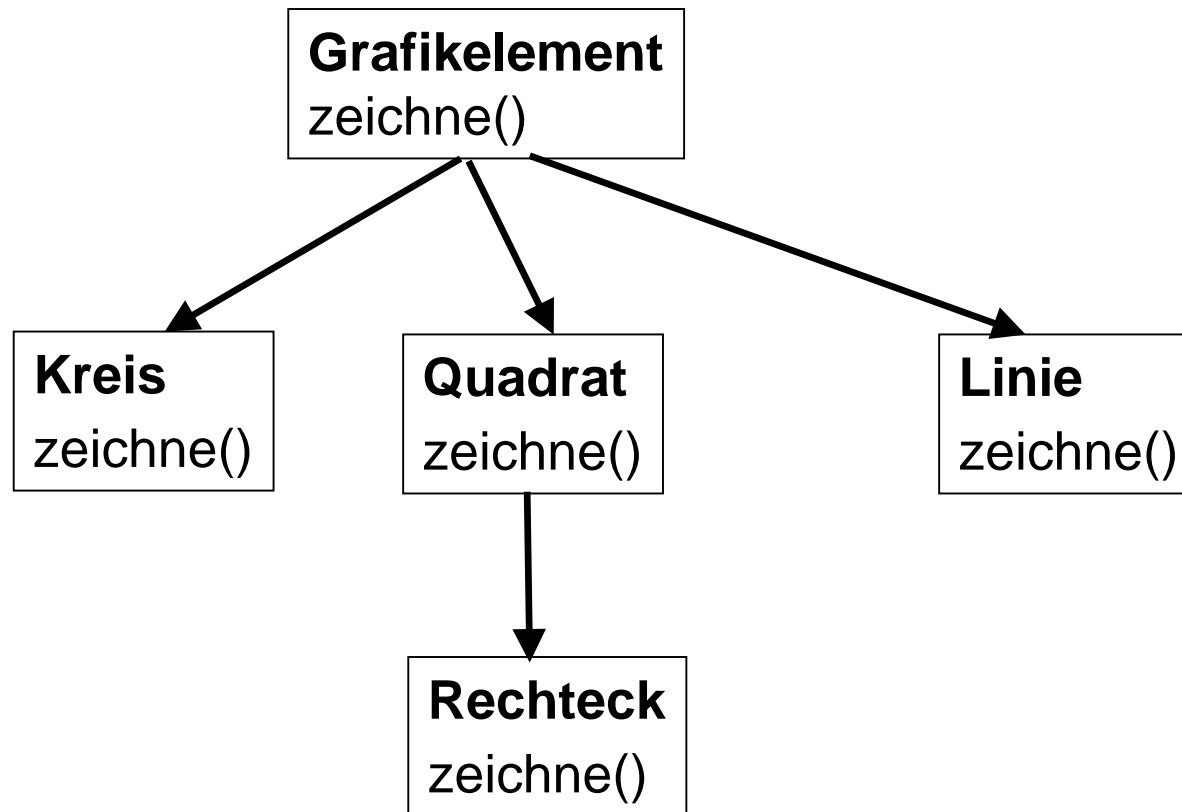 Grafikelement
zeichne()
Kreis
zeichne()
Quadrat
zeichne()
Linie
zeichne()
Rechteck
zeichne()